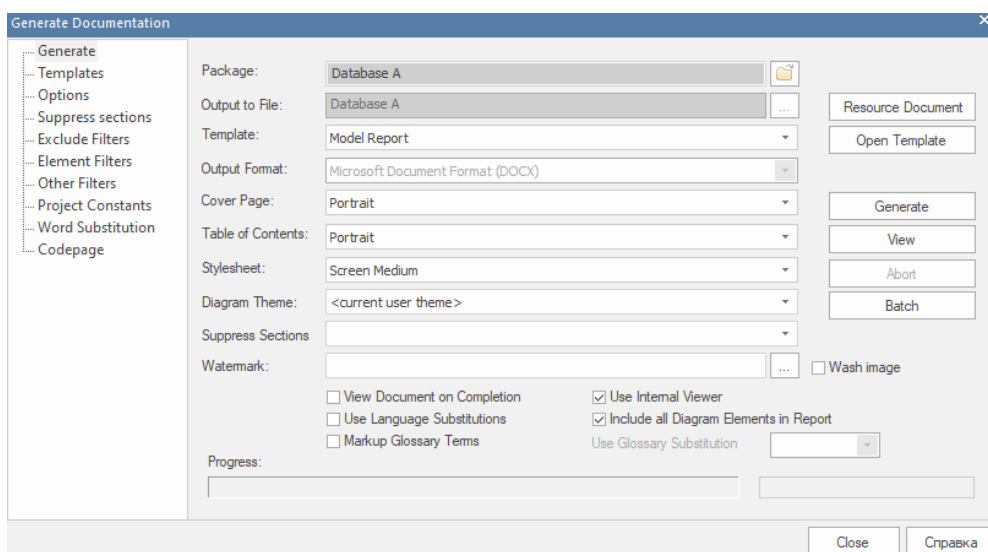 Generate Documentation
Generate
Templates
Options
Suppress sections
Exclude Filters
Element Filters
Other Filters
Project Constants
Word Substitution
Codepage
Package:
Database A
Output to File:
Database A
...
Resource Document
Template:
Model Report
Open Template
Output Format:
Microsoft Document Format (DOCX)
Cover Page:
Portrait
Generate
Table of Contents:
Portrait
View
Stylesheet:
Screen Medium
Abort
Diagram Theme:
<current user theme>
Batch
Suppress Sections
Watermark:
...
Wash image
View Document on Completion
Use Internal Viewer
Use Language Substitutions
Include all Diagram Elements in Report
Markup Glossary Terms
Use Glossary Substitution
Progress:
Close
Справка